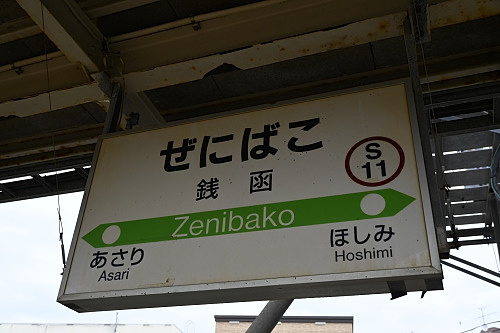 ぜにばこ
銭函
S
11
Zenibako
あさり
Asari
ほしみ
Hoshimi